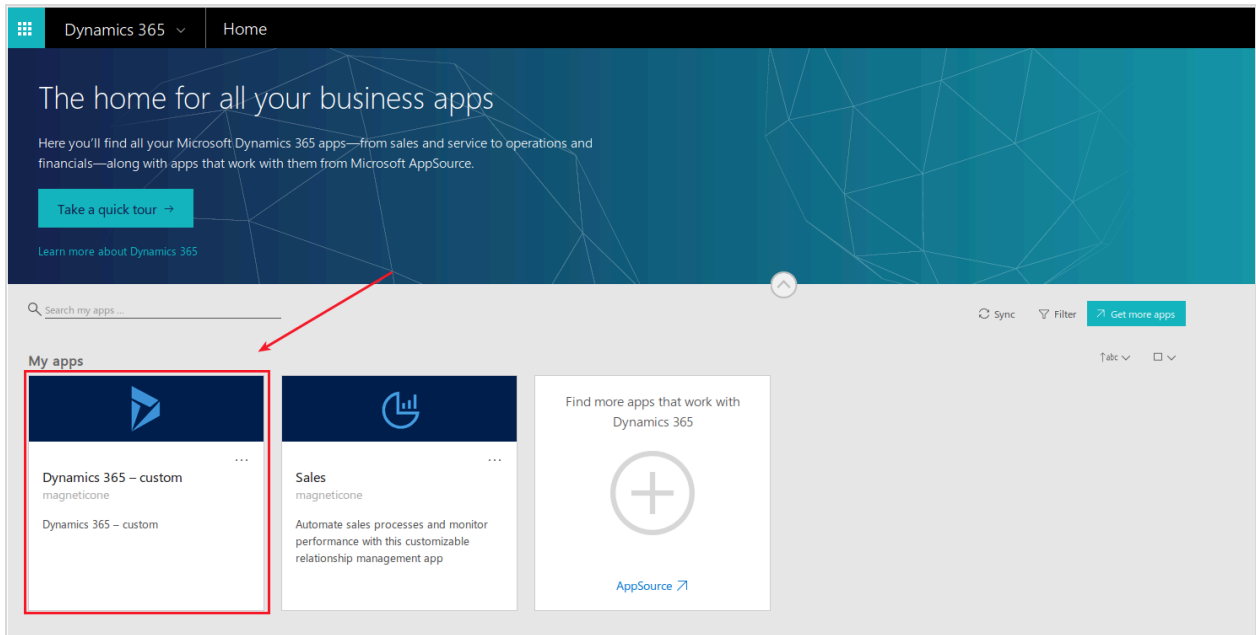 Dynamics 365
Home
The home for all your business apps
Here you'll find all your Microsoft Dynamics 365 apps—from sales and service to operations and
financials—along with apps that work with them from Microsoft AppSource.
Take a quick tour →
Learn more about Dynamics 365
Search my apps ...
Sync
Filter
Get more apps
My apps
↑abc
...
Dynamics 365 – custom
magneticone
Dynamics 365 – custom
...
Sales
magneticone
Automate sales processes and monitor
performance with this customizable
relationship management app
Find more apps that work with
Dynamics 365
AppSource